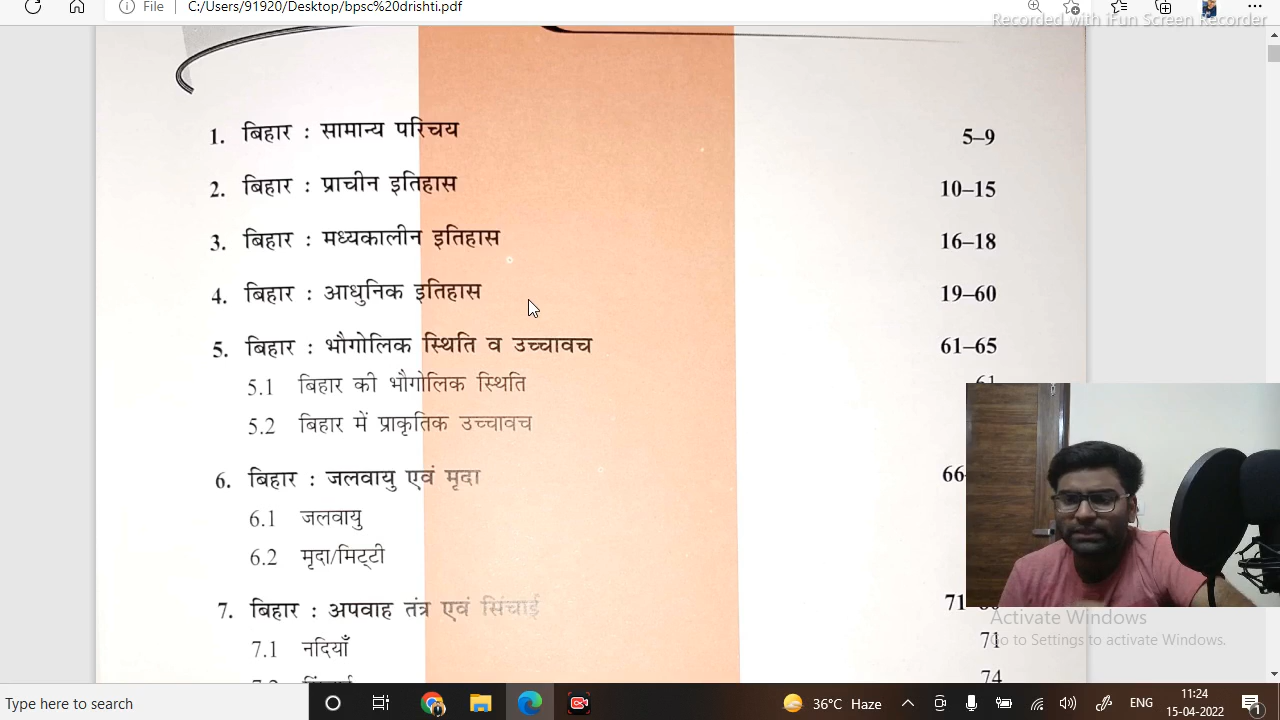 File C:/Users/91920/Desktop/bpsc%20drishti.pdf
Recorded with iFun Screen Recorder
1. बिहार : सामान्य परिचय 5–9
2. बिहार : प्राचीन इतिहास 10–15
3. बिहार : मध्यकालीन इतिहास 16–18
4. बिहार : आधुनिक इतिहास 19–60
5. बिहार : भौगोलिक स्थिति व उच्चावच 61–65
5.1 बिहार की भौगोलिक स्थिति 61
5.2 बिहार में प्राकृतिक उच्चावच
6. बिहार : जलवायु एवं मृदा 66
6.1 जलवायु
6.2 मृदा/मिट्टी
7. बिहार : अपवाह तंत्र एवं सिंचाई 71
Activate Windows
7.1 नदियाँ 71
Go to Settings to activate Windows.
74
Type here to search
36°C Haze
ENG
11:24
15-04-2022
1